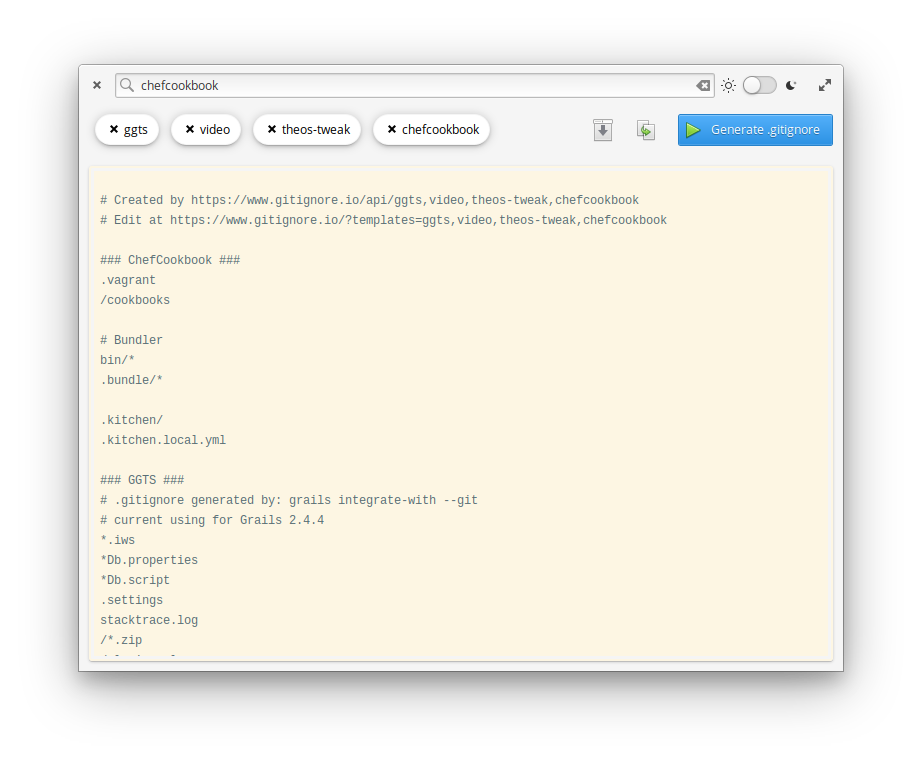 chefcookbook
ggts video theos-tweak chefcookbook Generate .gitignore
# Created by https://www.gitignore.io/api/ggts,video,theos-tweak,chefcookbook
# Edit at https://www.gitignore.io/?templates=ggts,video,theos-tweak,chefcookbook
### ChefCookbook ###
.vagrant
/cookbooks
# Bundler
bin/*
.bundle/*
.kitchen/
.kitchen.local.yml
### GGTS ###
# .gitignore generated by: grails integrate-with --git
# current using for Grails 2.4.4
*.iws
*Db.properties
*Db.script
.settings
stacktrace.log
/*.zip